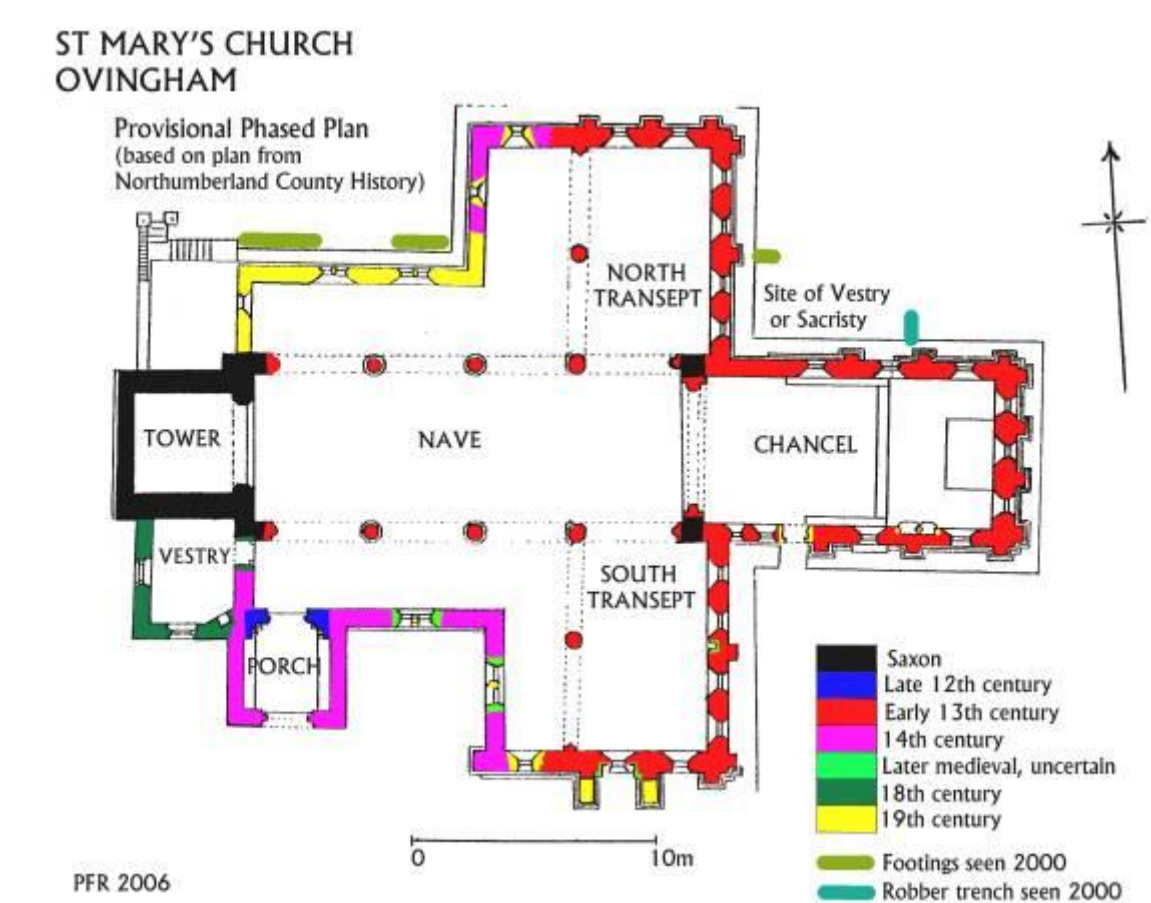 ST MARY'S CHURCH
OVINGHAM
Provisional Phased Plan
(based on plan from
Northumberland County History)
NORTH
TRANSEPT
Site of Vestry
or Sacristy
TOWER
NAVE
CHANCEL
VESTRY
SOUTH
TRANSEPT
PORCH
Saxon
Late 12th century
Early 13th century
14th century
Later medieval, uncertain
18th century
19th century
Footings seen 2000
Robber trench seen 2000
0
10m
PFR 2006